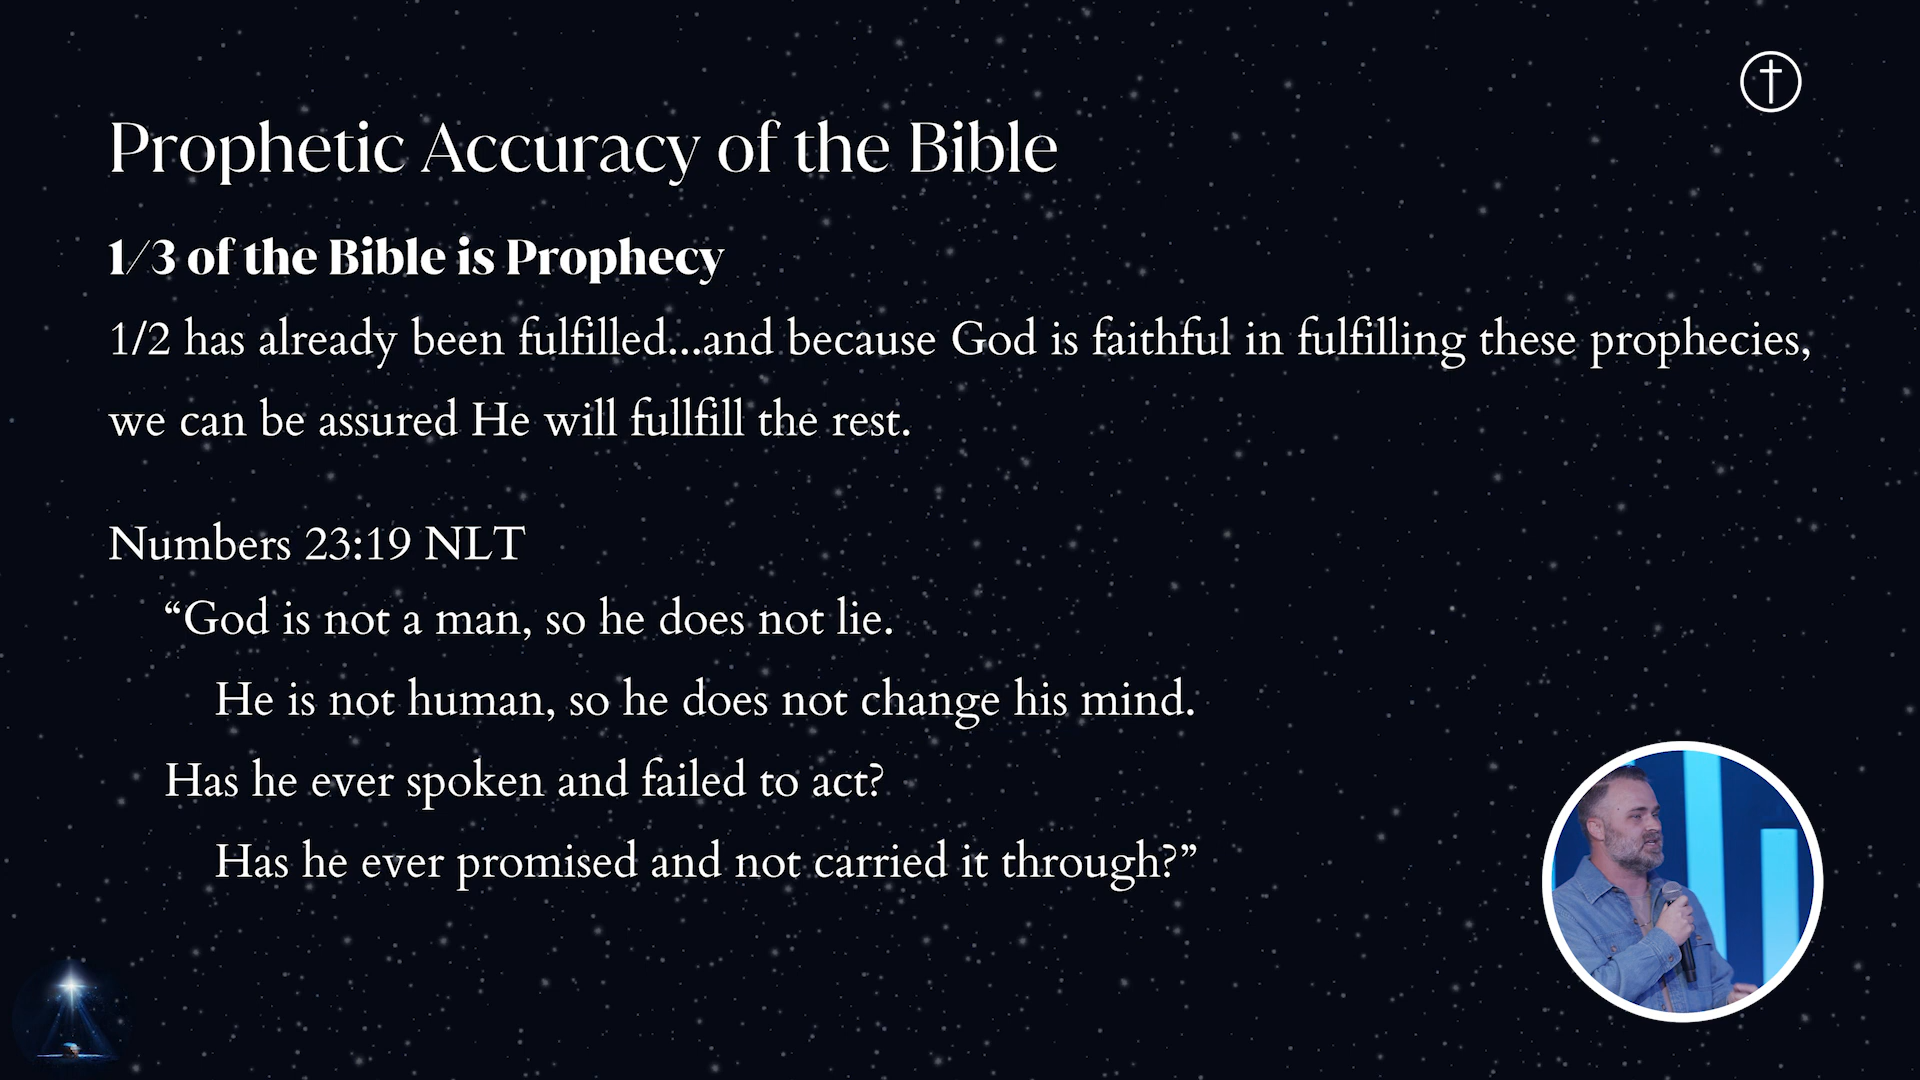 Prophetic Accuracy of the Bible
1/3 of the Bible is Prophecy
1/2 has already been fulfilled...and because God is faithful in fulfilling these prophecies,
we can be assured He will fullfill the rest.
Numbers 23:19 NLT
“God is not a man, so he does not lie.
He is not human, so he does not change his mind.
Has he ever spoken and failed to act?
Has he ever promised and not carried it through?”